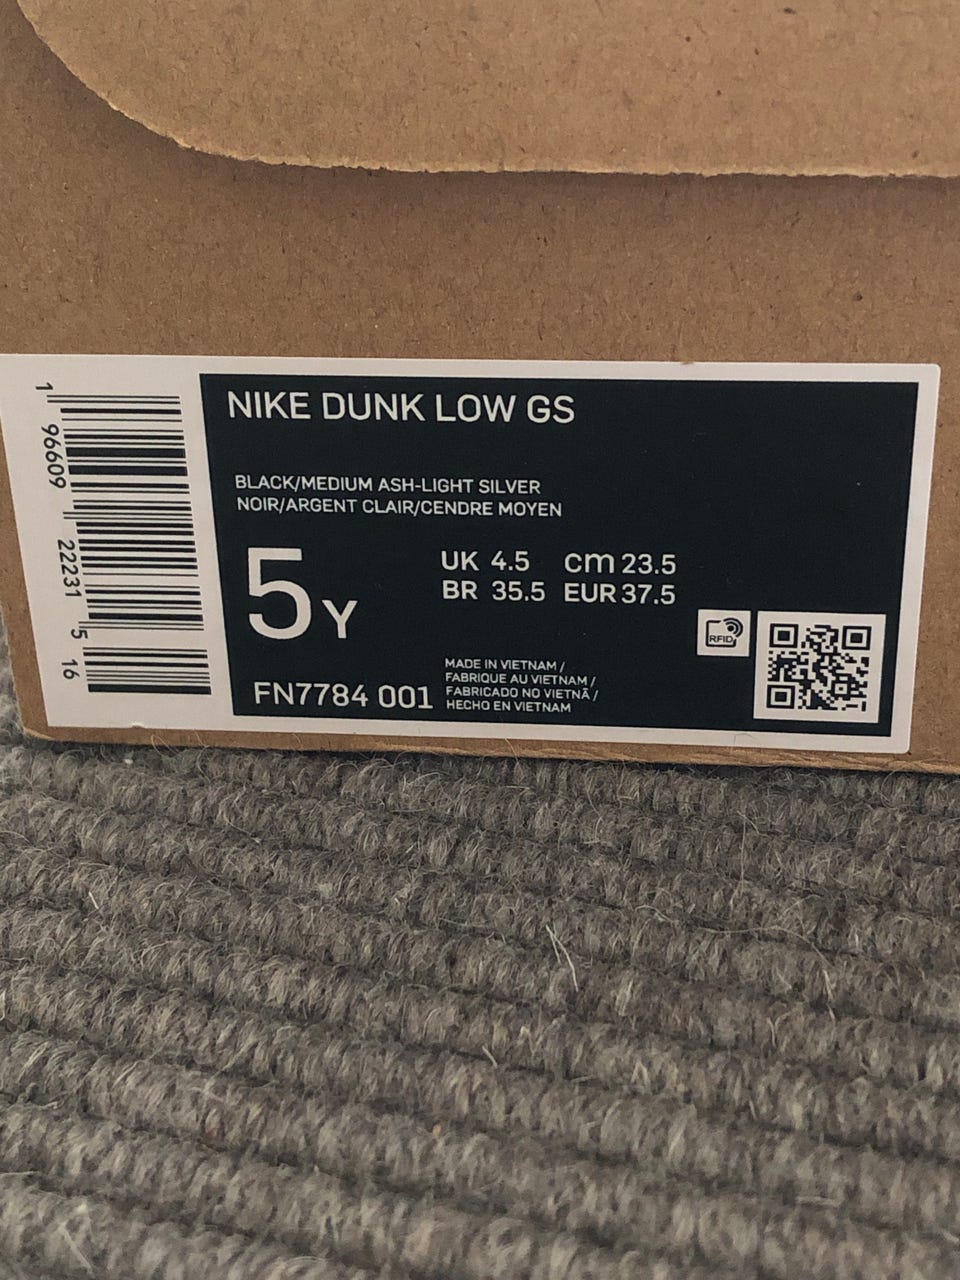 NIKE DUNK LOW GS
BLACK/MEDIUM ASH-LIGHT SILVER
NOIR/ARGENT CLAIR/CENDRE MOYEN
5Y
UK 4.5 cm 23.5
BR 35.5 EUR 37.5
RFID
MADE IN VIETNAM /
FABRIQUE AU VIETNAM /
FABRICADO NO VIETNÃ /
HECHO EN VIETNAM
FN7784 001
1 96609 22231 5 16